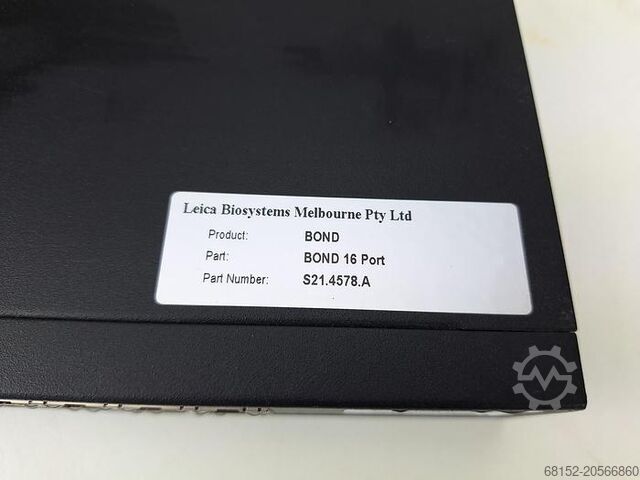 Leica Biosystems Melbourne Pty Ltd
Product: BOND
Part: BOND 16 Port
Part Number: S21.4578.A
68152-20566860